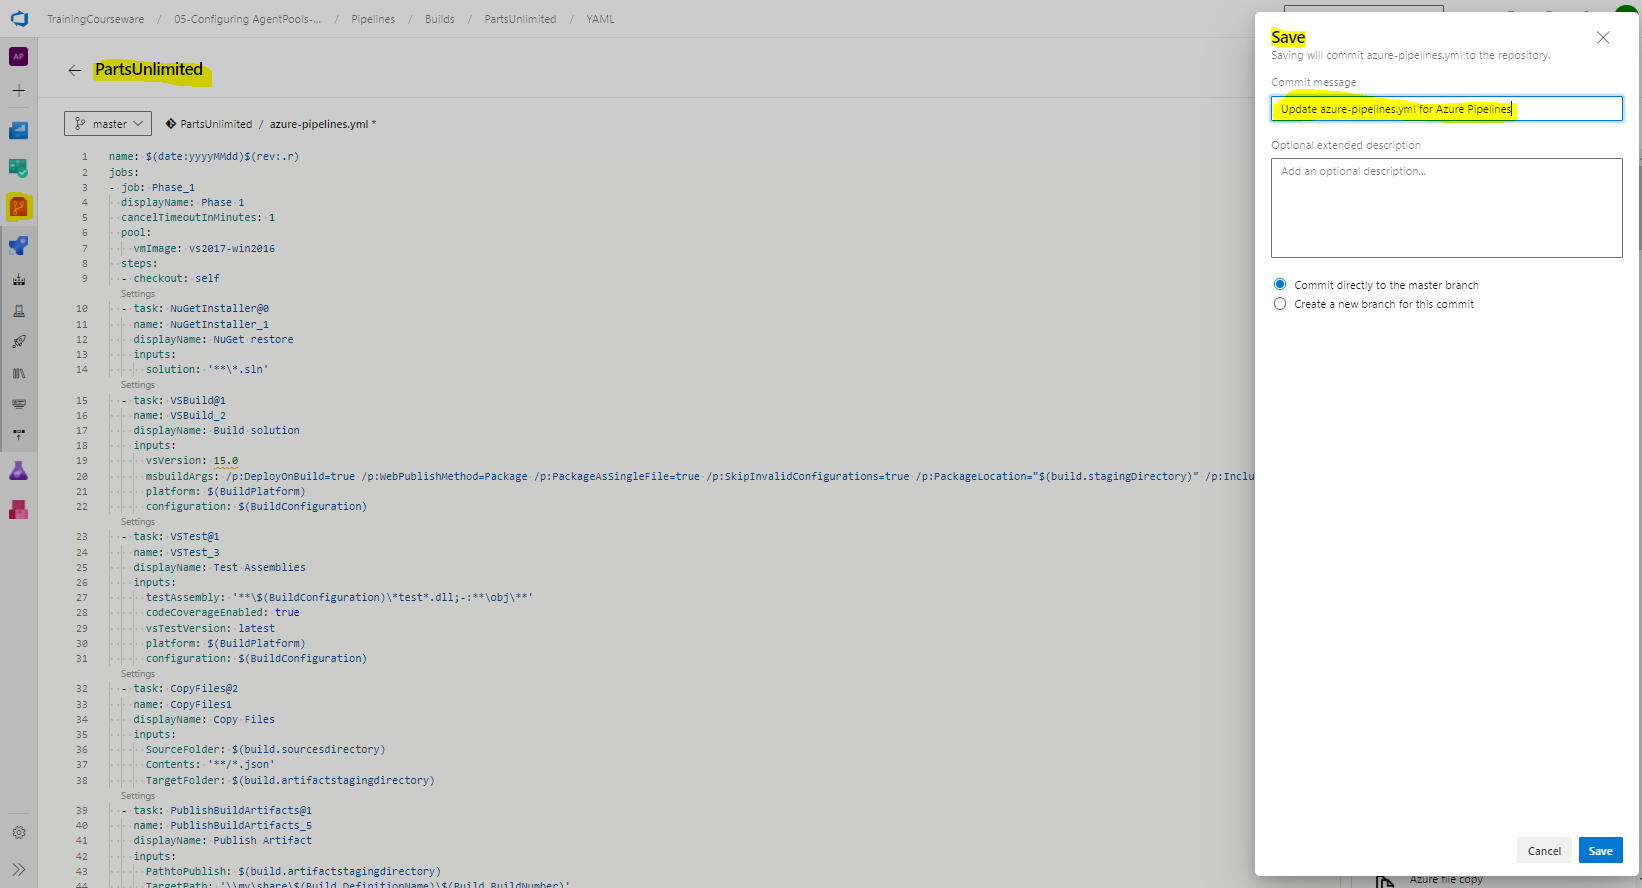 TrainingCourseware / 05-Configuring AgentPools-... / Pipelines / Builds / PartsUnlimited / YAML
AP
PartsUnlimited
master PartsUnlimited / azure-pipelines.yml *
1 name: $(date:yyyyMMdd)$(rev:.r)
2 jobs:
3 - job: Phase_1
4 displayName: Phase 1
5 cancelTimeoutInMinutes: 1
6 pool:
7 vmImage: vs2017-win2016
8 steps:
9 - checkout: self
Settings
10 - task: NuGetInstaller@0
11 name: NuGetInstaller_1
12 displayName: NuGet restore
13 inputs:
14 solution: '**\*.sln'
Settings
15 - task: VSBuild@1
16 name: VSBuild_2
17 displayName: Build solution
18 inputs:
19 vsVersion: 15.0
20 msbuildArgs: /p:DeployOnBuild=true /p:WebPublishMethod=Package /p:PackageAsSingleFile=true /p:SkipInvalidConfigurations=true /p:PackageLocation="$(build.stagingDirectory)" /p:Inclu
21 platform: $(BuildPlatform)
22 configuration: $(BuildConfiguration)
Settings
23 - task: VSTest@1
24 name: VSTest_3
25 displayName: Test Assemblies
26 inputs:
27 testAssembly: '**\$(BuildConfiguration)\*test*.dll;-:**\obj\**'
28 codeCoverageEnabled: true
29 vsTestVersion: latest
30 platform: $(BuildPlatform)
31 configuration: $(BuildConfiguration)
Settings
32 - task: CopyFiles@2
33 name: CopyFiles1
34 displayName: Copy Files
35 inputs:
36 SourceFolder: $(build.sourcesdirectory)
37 Contents: '**/*.json'
38 TargetFolder: $(build.artifactstagingdirectory)
Settings
39 - task: PublishBuildArtifacts@1
40 name: PublishBuildArtifacts_5
41 displayName: Publish Artifact
42 inputs:
43 PathtoPublish: $(build.artifactstagingdirectory)
44 TargetPath: '\\my\share\$(Build.DefinitionName)\$(Build.BuildNumber)'
Save
Saving will commit azure-pipelines.yml to the repository.
Commit message
Update azure-pipelines.yml for Azure Pipelines
Optional extended description
Add an optional description...
Commit directly to the master branch
Create a new branch for this commit
Cancel Save
Azure file copy